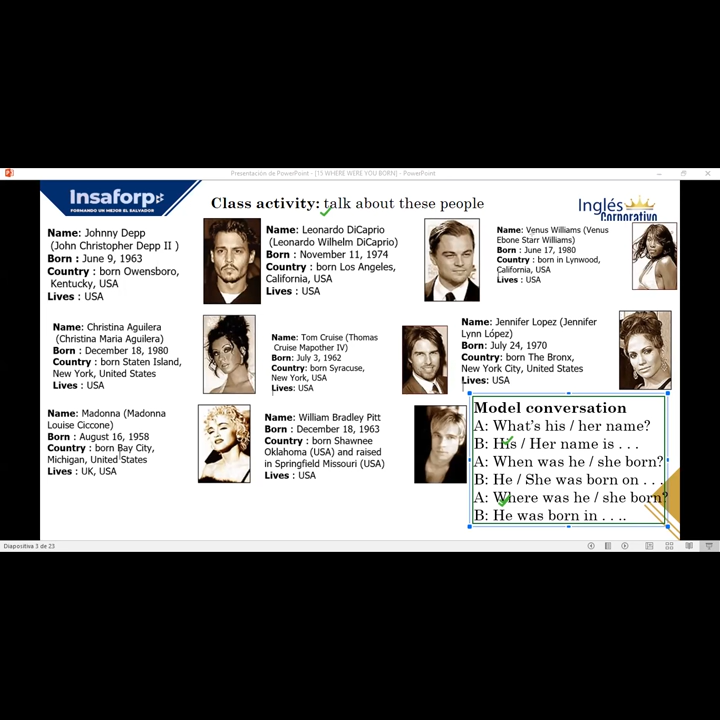 Presentación de PowerPoint - [15.WHERE WERE YOU BORN] - PowerPoint
Insaforp
FORMANDO UN MEJOR EL SALVADOR
Class activity: talk about these people
Inglés
Corporativo
Name: Johnny Depp
(John Christopher Depp II )
Born : June 9, 1963
Country : born Owensboro,
Kentucky, USA
Lives : USA
Name: Leonardo DiCaprio
(Leonardo Wilhelm DiCaprio)
Born : November 11, 1974
Country : born Los Angeles,
California, USA
Lives : USA
Name: Venus Williams (Venus
Ebone Starr Williams)
Born : June 17, 1980
Country : born in Lynwood,
California, USA
Lives : USA
Name: Christina Aguilera
(Christina Maria Aguilera)
Born : December 18, 1980
Country : born Staten Island,
New York, United States
Lives : USA
Name: Tom Cruise (Thomas
Cruise Mapother IV)
Born: July 3, 1962
Country: born Syracuse,
New York, USA
Lives: USA
Name: Jennifer Lopez (Jennifer
Lynn López)
Born: July 24, 1970
Country: born The Bronx,
New York City, United States
Lives: USA
Name: Madonna (Madonna
Louise Ciccone)
Born : August 16, 1958
Country : born Bay City,
Michigan, United States
Lives : UK, USA
Name: William Bradley Pitt
Born : December 18, 1963
Country : born Shawnee
Oklahoma (USA) and raised
in Springfield Missouri (USA)
Lives : USA
Model conversation
A: What's his / her name?
B: His / Her name is . . .
A: When was he / she born?
B: He / She was born on . . .
A: Where was he / she born?
B: He was born in . . ..
Diapositiva 3 de 23